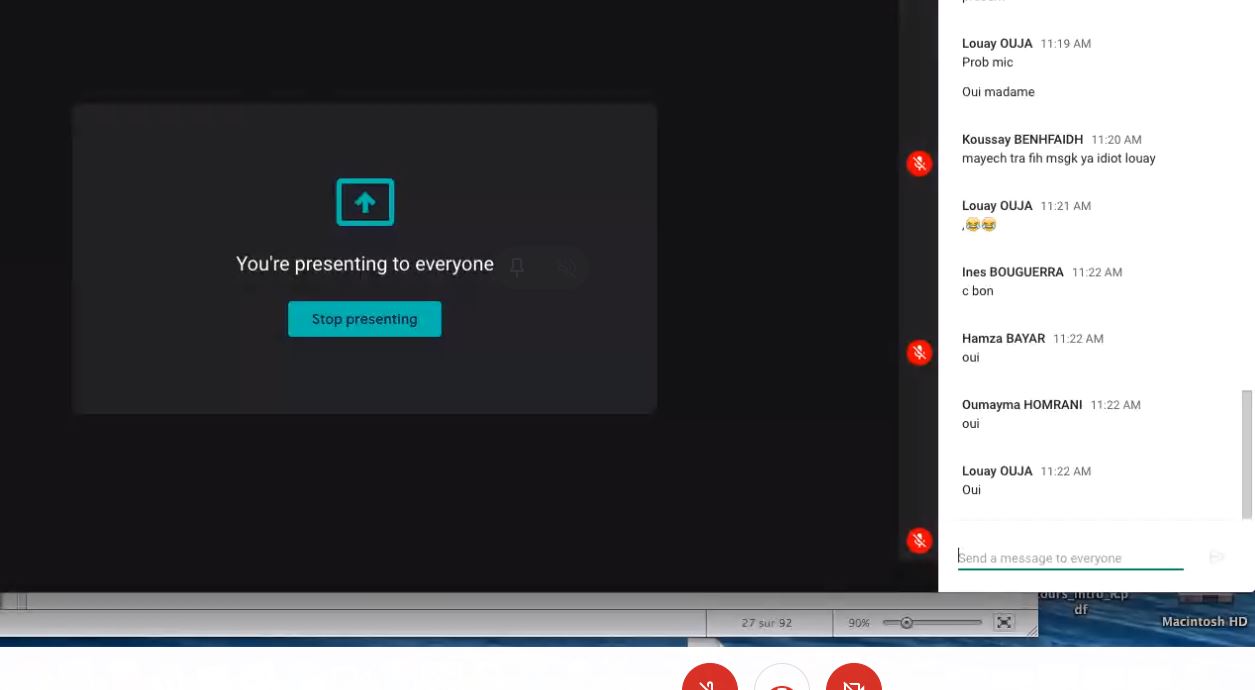 Louay OUJA 11:19 AM
Prob mic
Oui madame
Koussay BENHFAIDH 11:20 AM
mayech tra fih msgk ya idiot louay
Louay OUJA 11:21 AM
,😂😂
Ines BOUGUERRA 11:22 AM
c bon
Hamza BAYAR 11:22 AM
oui
Oumayma HOMRANI 11:22 AM
oui
Louay OUJA 11:22 AM
Oui
Send a message to everyone
You're presenting to everyone
Stop presenting
27 sur 92
90%
df
Macintosh HD